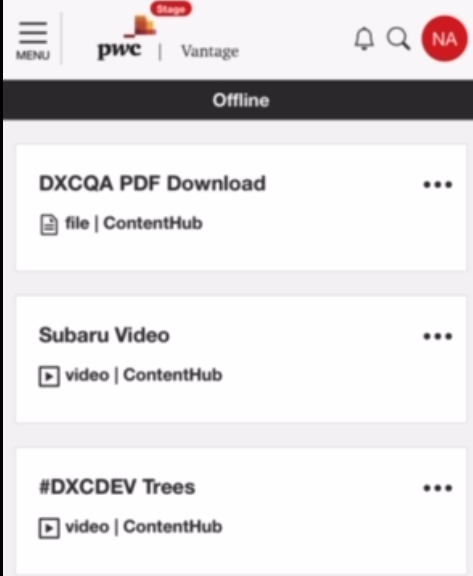 Stage
MENU
pwc | Vantage
NA
Offline
DXCQA PDF Download
file | ContentHub
Subaru Video
video | ContentHub
#DXCDEV Trees
video | ContentHub